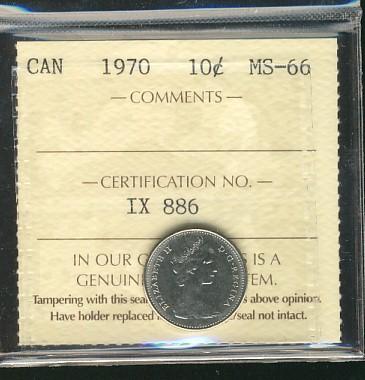 CAN 1970 10¢ MS-66
— COMMENTS —
— CERTIFICATION NO. —
IX 886
IN OUR S IS A
GENUIN EM.
Tampering with this seal s above opinion.
Have holder replaced /seal not intact.
ELIZABETH II D·G·REGINA